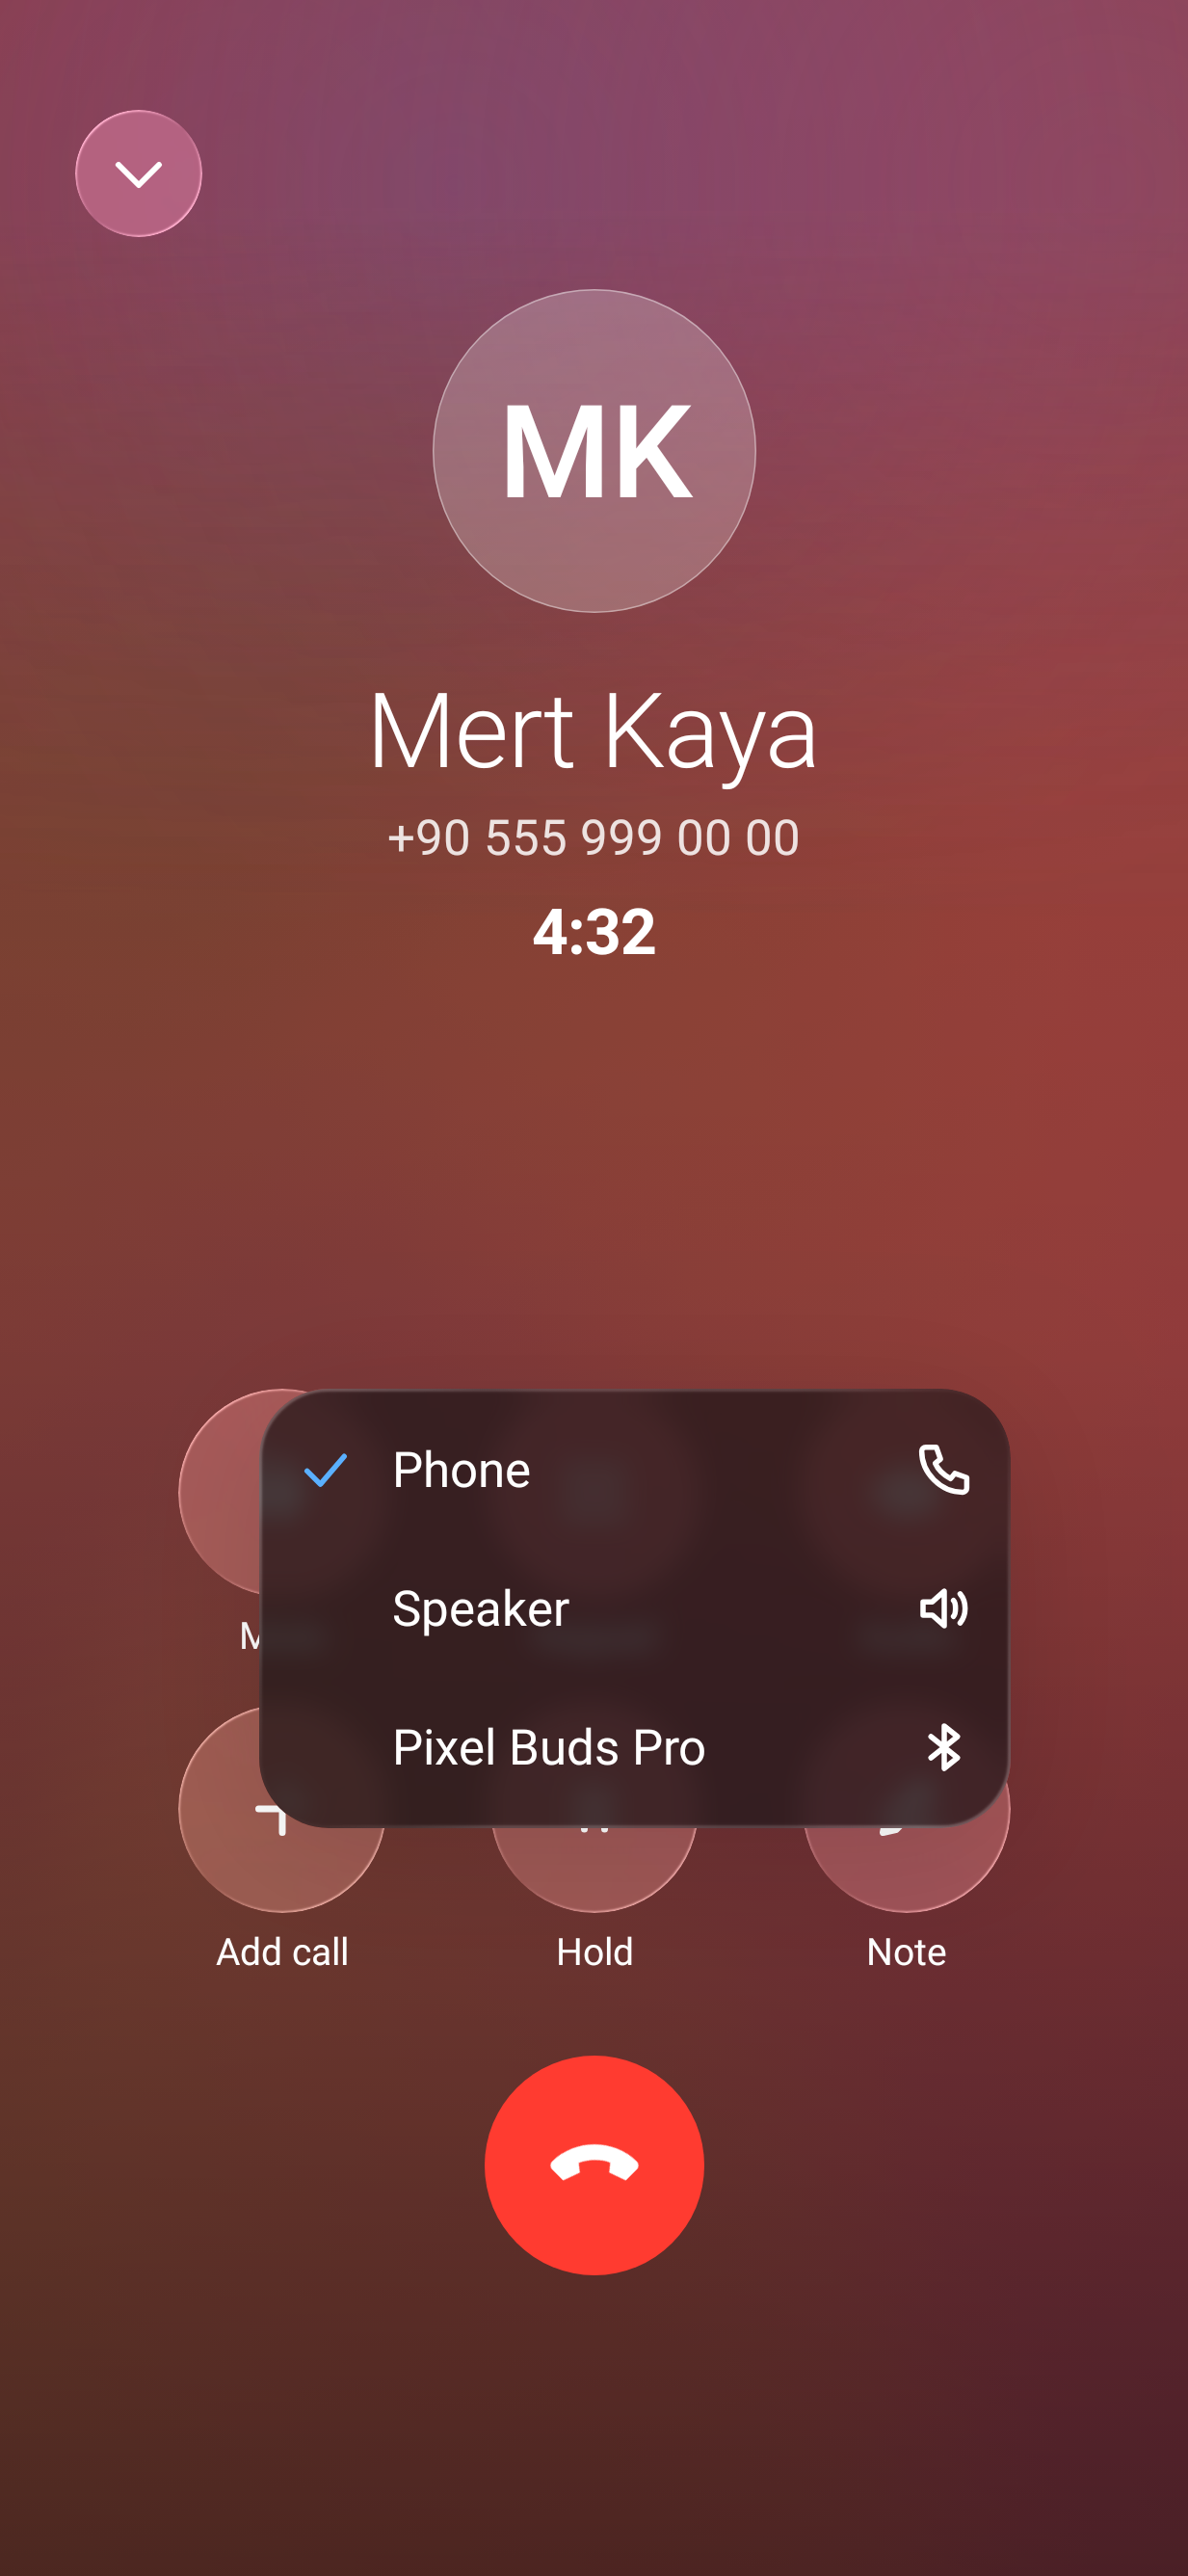 MK
Mert Kaya
+90 555 999 00 00
4:32
Phone
Speaker
Pixel Buds Pro
Add call
Hold
Note